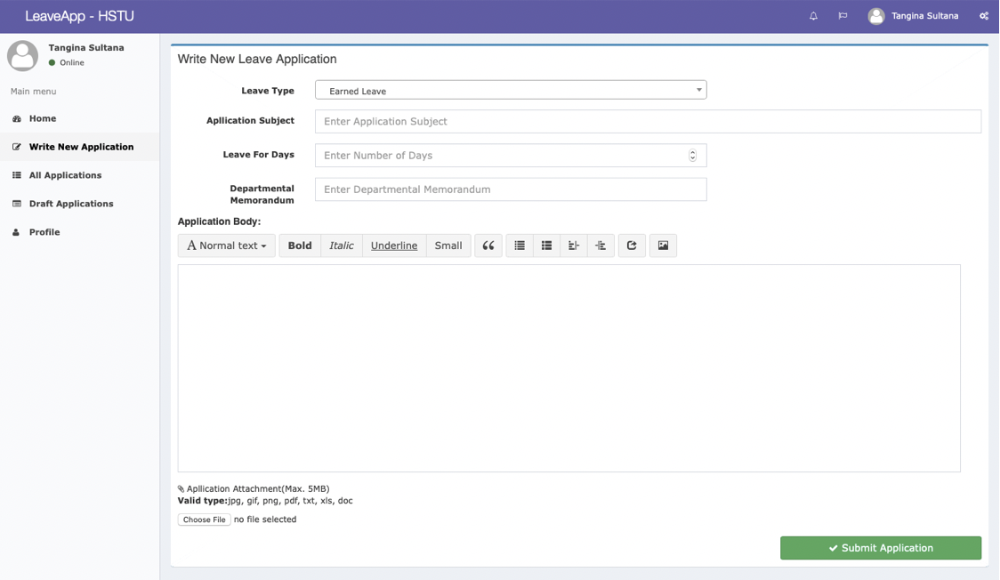 LeaveApp - HSTU
Tangina Sultana
Tangina Sultana
Online
Main menu
Home
Write New Application
All Applications
Draft Applications
Profile
Write New Leave Application
Leave Type
Earned Leave
Apllication Subject
Enter Application Subject
Leave For Days
Enter Number of Days
Departmental
Memorandum
Enter Departmental Memorandum
Application Body:
A Normal text Bold Italic Underline Small
Apllication Attachment(Max. 5MB)
Valid type:jpg, gif, png, pdf, txt, xls, doc
Choose File no file selected
Submit Application